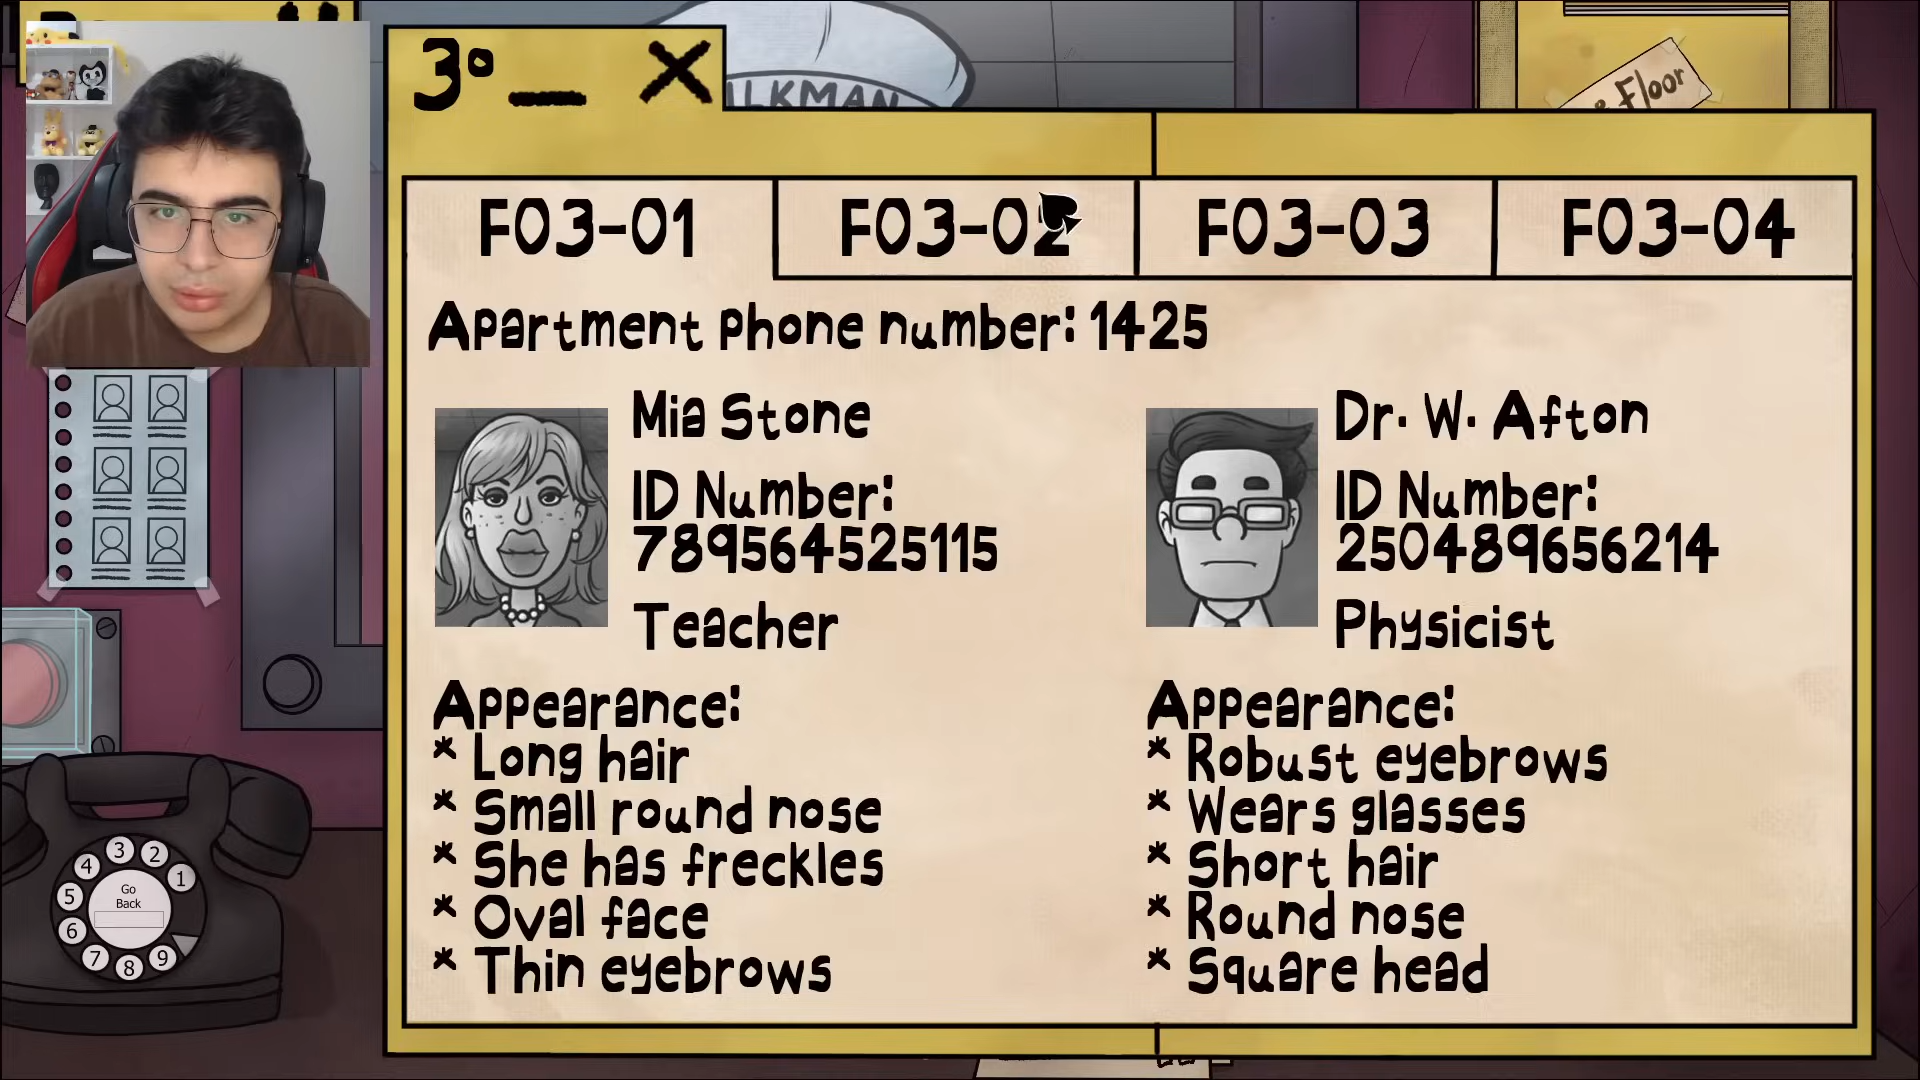 3º _ X
ILKMAN
Floor
F03-01
F03-02
F03-03
F03-04
Apartment phone number: 1425
Mia Stone
ID Number:
789564525115
Teacher
Appearance:
* Long hair
* Small round nose
* She has freckles
* Oval face
* Thin eyebrows
Dr. W. Afton
ID Number:
250489656214
Physicist
Appearance:
* Robust eyebrows
* Wears glasses
* Short hair
* Round nose
* Square head
1
2
3
4
5
6
7
8
9
Go
Back